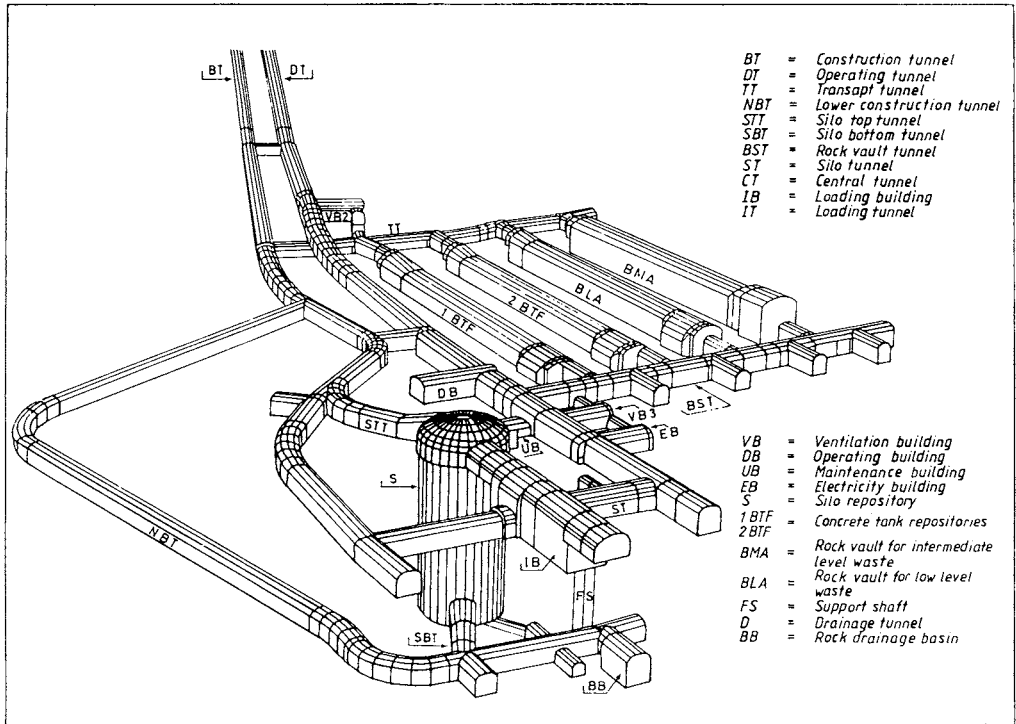 BT
DT
BT = Construction tunnel
DT = Operating tunnel
TT = Transapt tunnel
NBT = Lower construction tunnel
STT = Silo top tunnel
SBT = Silo bottom tunnel
BST = Rock vault tunnel
ST = Silo tunnel
CT = Central tunnel
IB = Loading building
IT = Loading tunnel
VB2
TT
BMA
BLA
2 BTF
1 BTF
DB
VB3
BST
EB
STT
UB
S
ST
NBT
IB
FS
SBT
BB
VB = Ventilation building
DB = Operating building
UB = Maintenance building
EB = Electricity building
S = Silo repository
1 BTF = Concrete tank repositories
2 BTF
BMA = Rock vault for intermediate
level waste
BLA = Rock vault for low level
waste
FS = Support shaft
D = Drainage tunnel
BB = Rock drainage basin